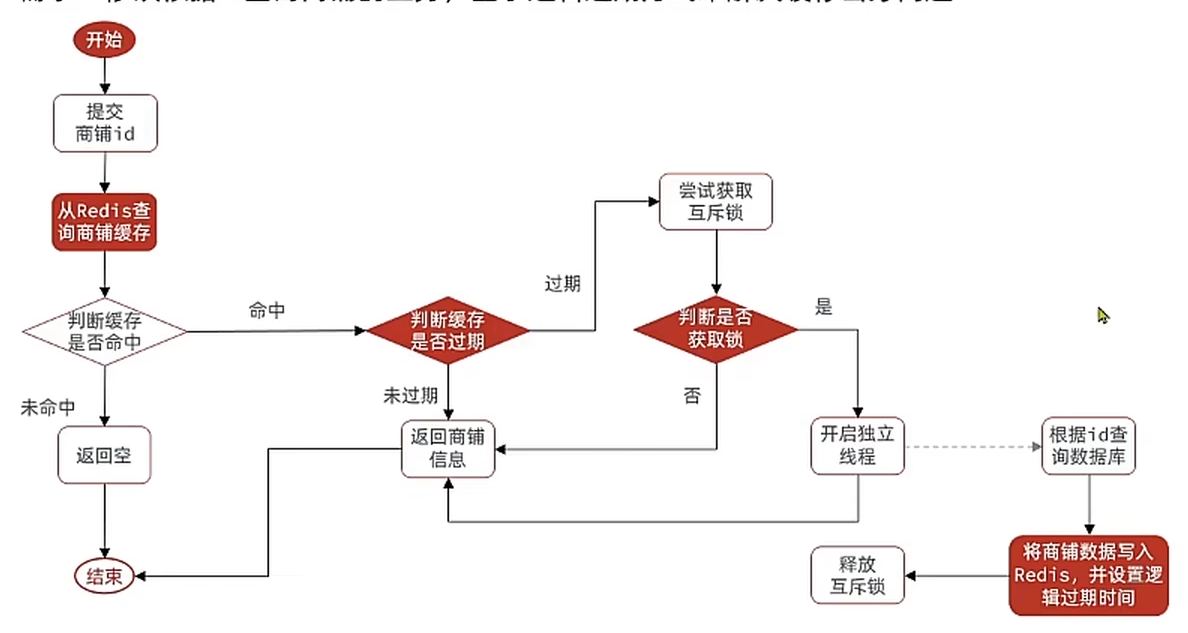 开始
提交
商铺id
从Redis查
询商铺缓存
判断缓存
是否命中
命中
未命中
返回空
结束
判断缓存
是否过期
过期
未过期
返回商铺
信息
尝试获取
互斥锁
判断是否
获取锁
是
否
开启独立
线程
根据id查
询数据库
将商铺数据写入
Redis，并设置逻
辑过期时间
释放
互斥锁